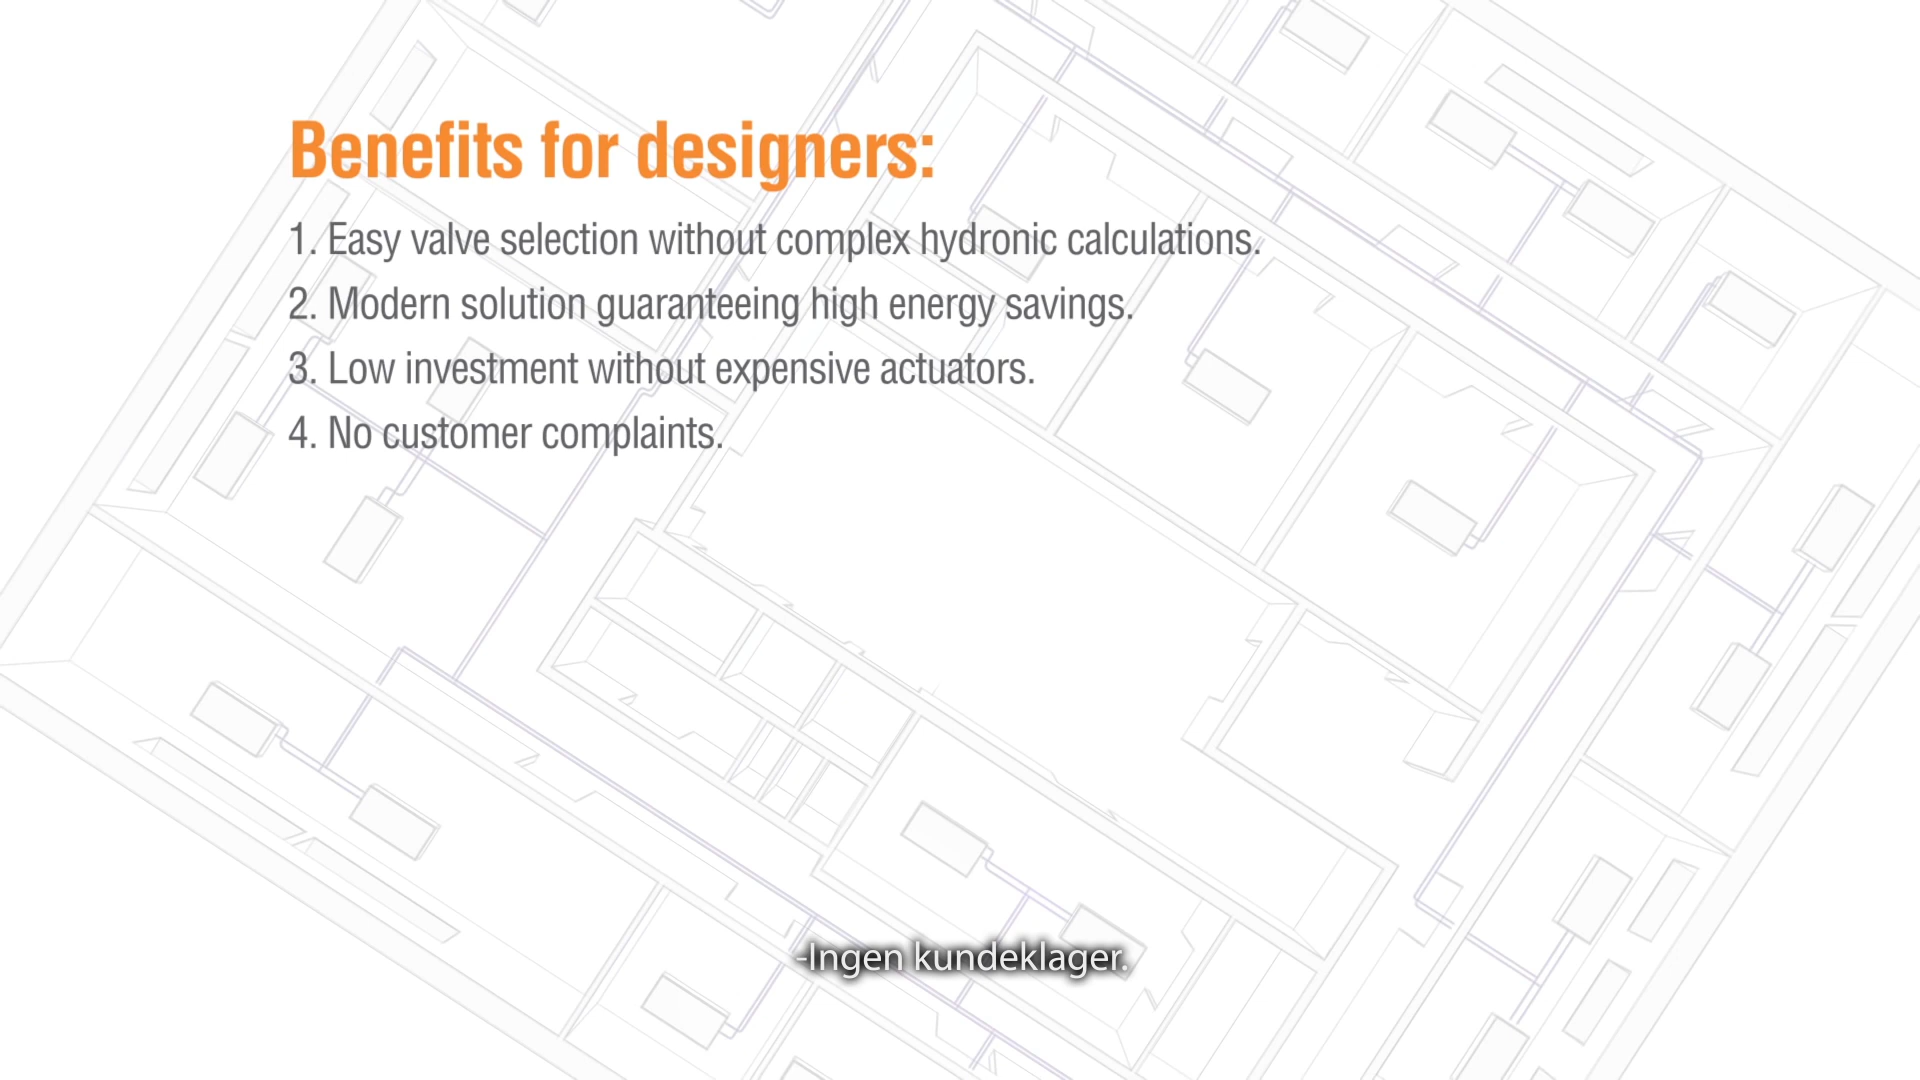 Benefits for designers:
1. Easy valve selection without complex hydronic calculations.
2. Modern solution guaranteeing high energy savings.
3. Low investment without expensive actuators.
4. No customer complaints.
-Ingen kundeklager.